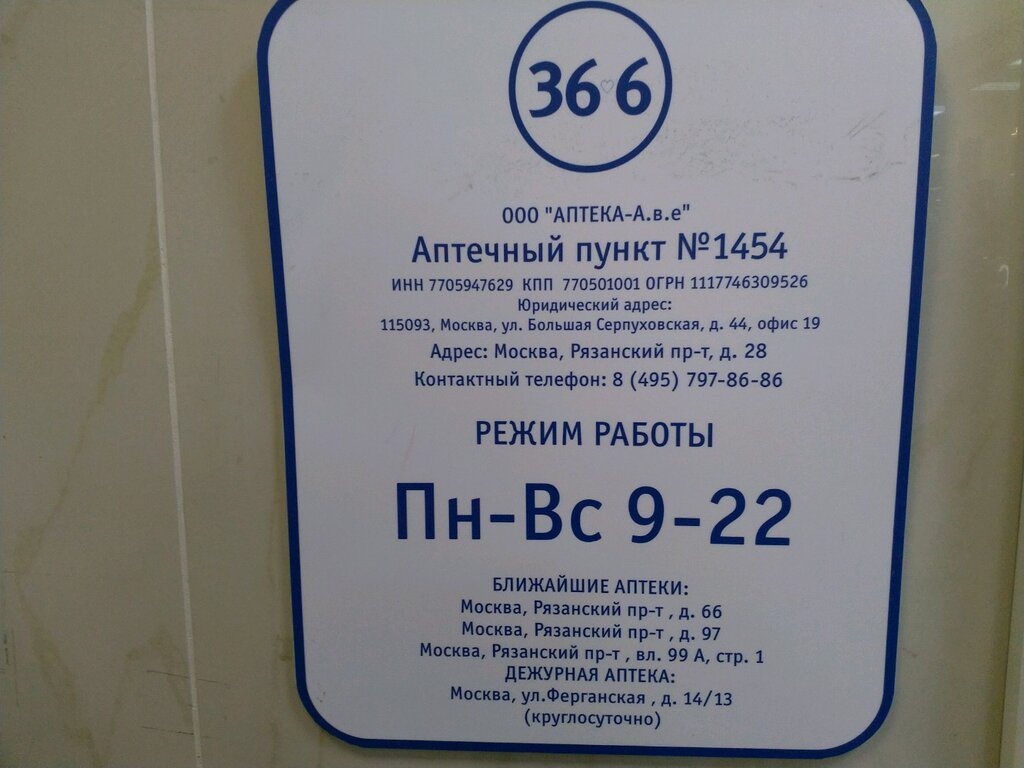 36♡6
ООО "АПТЕКА-А.в.е"
Аптечный пункт №1454
ИНН 7705947629 КПП 770501001 ОГРН 1117746309526
Юридический адрес:
115093, Москва, ул. Большая Серпуховская, д. 44, офис 19
Адрес: Москва, Рязанский пр-т, д. 28
Контактный телефон: 8 (495) 797-86-86
РЕЖИМ РАБОТЫ
Пн-Вс 9-22
БЛИЖАЙШИЕ АПТЕКИ:
Москва, Рязанский пр-т , д. 66
Москва, Рязанский пр-т , д. 97
Москва, Рязанский пр-т , вл. 99 А, стр. 1
ДЕЖУРНАЯ АПТЕКА:
Москва, ул.Ферганская , д. 14/13
(круглосуточно)